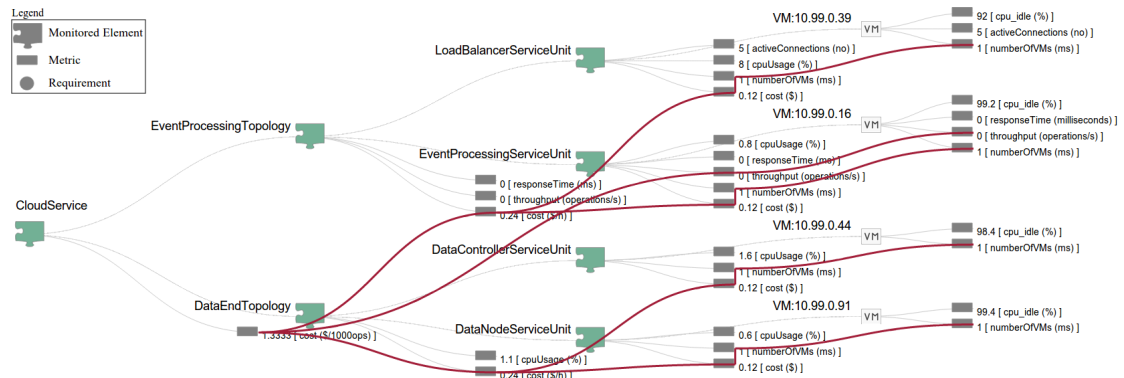 Legend
Monitored Element
Metric
Requirement
CloudService
EventProcessingTopology
DataEndTopology
1.3333 [ cost ($/1000ops) ]
LoadBalancerServiceUnit
EventProcessingServiceUnit
0 [ responseTime (ms) ]
0 [ throughput (operations/s) ]
0.24 [ cost ($/h) ]
DataControllerServiceUnit
DataNodeServiceUnit
1.1 [ cpuUsage (%) ]
0.24 [ cost ($/h) ]
VM:10.99.0.39
VM
5 [ activeConnections (no) ]
8 [ cpuUsage (%) ]
1 [ numberOfVMs (ms) ]
0.12 [ cost ($) ]
92 [ cpu_idle (%) ]
5 [ activeConnections (no) ]
1 [ numberOfVMs (ms) ]
VM:10.99.0.16
VM
0.8 [ cpuUsage (%) ]
0 [ responseTime (ms) ]
0 [ throughput (operations/s) ]
1 [ numberOfVMs (ms) ]
0.12 [ cost ($) ]
99.2 [ cpu_idle (%) ]
0 [ responseTime (milliseconds) ]
0 [ throughput (operations/s) ]
1 [ numberOfVMs (ms) ]
VM:10.99.0.44
VM
1.6 [ cpuUsage (%) ]
1 [ numberOfVMs (ms) ]
0.12 [ cost ($) ]
98.4 [ cpu_idle (%) ]
1 [ numberOfVMs (ms) ]
VM:10.99.0.91
VM
0.6 [ cpuUsage (%) ]
1 [ numberOfVMs (ms) ]
0.12 [ cost ($) ]
99.4 [ cpu_idle (%) ]
1 [ numberOfVMs (ms) ]